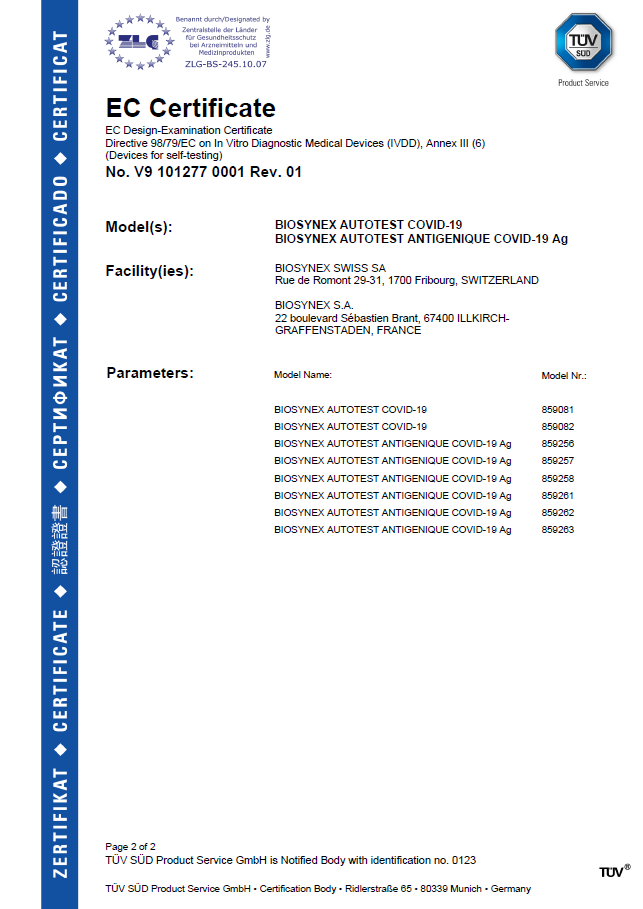 Benannt durch/Designated by
Zentralstelle der Länder
für Gesundheitsschutz
bei Arzneimitteln und
Medizinprodukten
ZLG-BS-245.10.07
www.zlg.de
ZLG
TÜV
SÜD
Product Service
EC Certificate
EC Design-Examination Certificate
Directive 98/79/EC on In Vitro Diagnostic Medical Devices (IVDD), Annex III (6)
(Devices for self-testing)
No. V9 101277 0001 Rev. 01
Model(s): BIOSYNEX AUTOTEST COVID-19
BIOSYNEX AUTOTEST ANTIGENIQUE COVID-19 Ag
Facility(ies): BIOSYNEX SWISS SA
Rue de Romont 29-31, 1700 Fribourg, SWITZERLAND
BIOSYNEX S.A.
22 boulevard Sébastien Brant, 67400 ILLKIRCH-
GRAFFENSTADEN, FRANCE
Parameters: Model Name: Model Nr.:
BIOSYNEX AUTOTEST COVID-19 859081
BIOSYNEX AUTOTEST COVID-19 859082
BIOSYNEX AUTOTEST ANTIGENIQUE COVID-19 Ag 859256
BIOSYNEX AUTOTEST ANTIGENIQUE COVID-19 Ag 859257
BIOSYNEX AUTOTEST ANTIGENIQUE COVID-19 Ag 859258
BIOSYNEX AUTOTEST ANTIGENIQUE COVID-19 Ag 859261
BIOSYNEX AUTOTEST ANTIGENIQUE COVID-19 Ag 859262
BIOSYNEX AUTOTEST ANTIGENIQUE COVID-19 Ag 859263
Page 2 of 2
TÜV SÜD Product Service GmbH is Notified Body with identification no. 0123
TÜV SÜD Product Service GmbH • Certification Body • Ridlerstraße 65 • 80339 Munich • Germany
TÜV®
ZERTIFIKAT ◆ CERTIFICATE ◆ 認證證書 ◆ СЕРТИФИКАТ ◆ CERTIFICADO ◆ CERTIFICAT